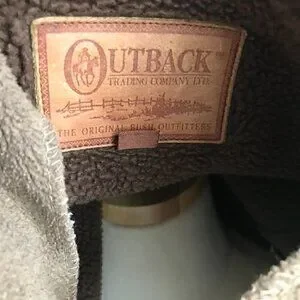 OUTBACK
TRADING COMPANY LTD.
THE ORIGINAL BUSH OUTFITTERS